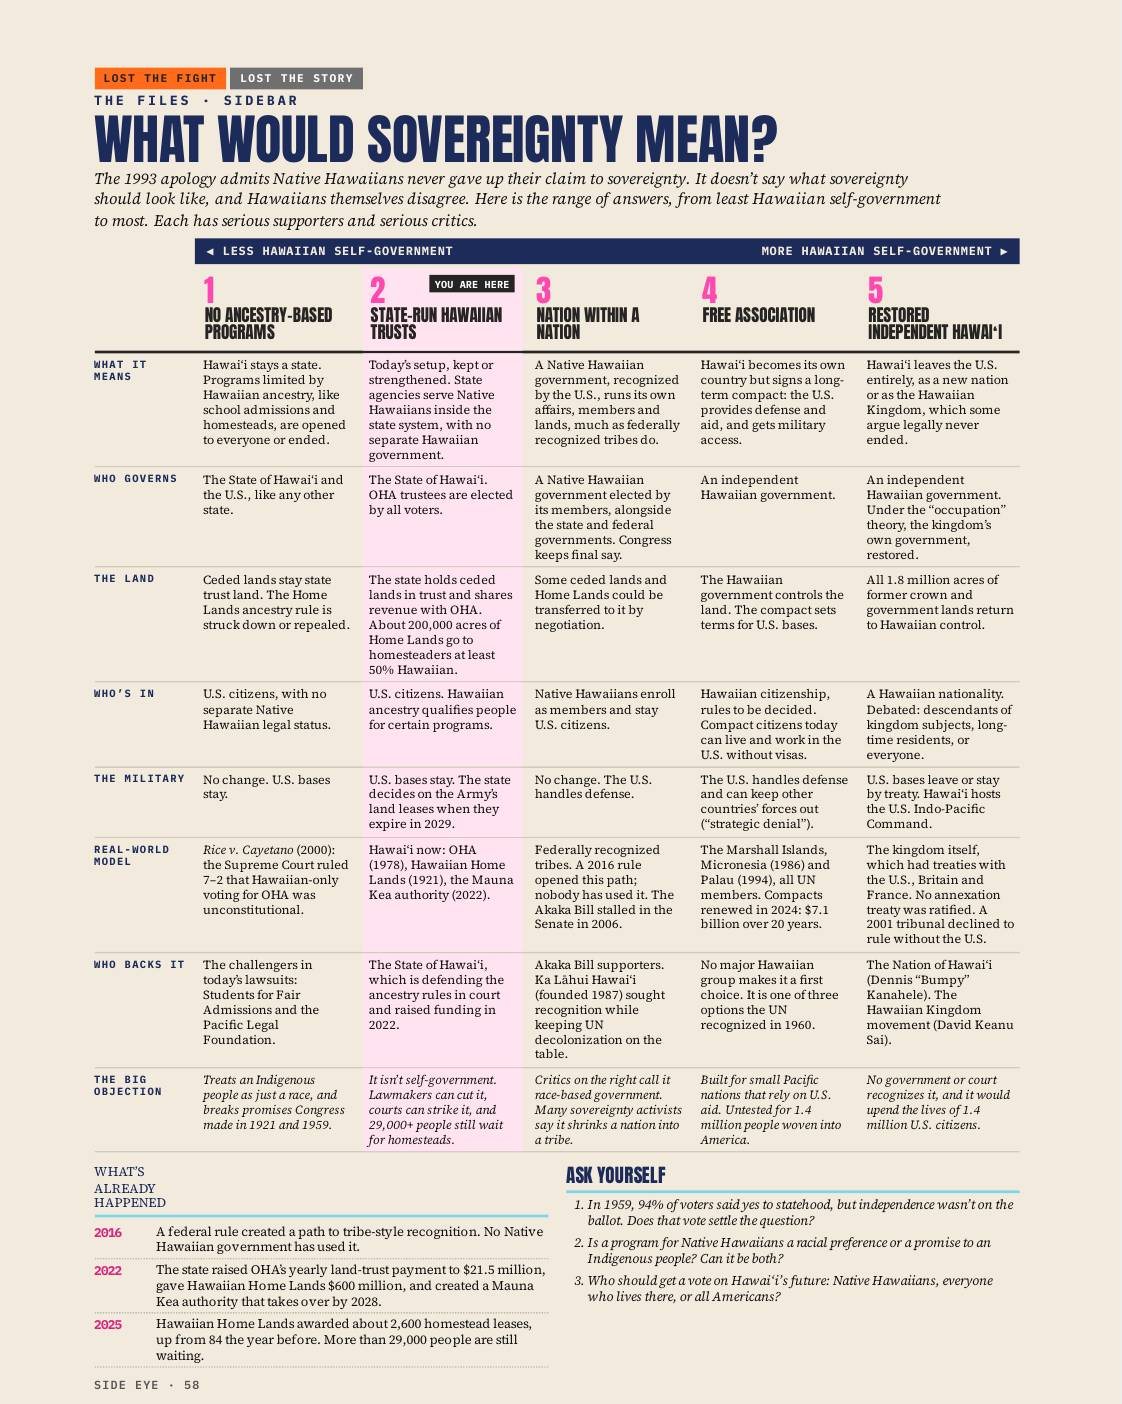 LOST THE FIGHT LOST THE STORY
THE FILES · SIDEBAR
WHAT WOULD SOVEREIGNTY MEAN?
The 1993 apology admits Native Hawaiians never gave up their claim to sovereignty. It doesn’t say what sovereignty
should look like, and Hawaiians themselves disagree. Here is the range of answers, from least Hawaiian self-government
to most. Each has serious supporters and serious critics.
◄ LESS HAWAIIAN SELF-GOVERNMENT MORE HAWAIIAN SELF-GOVERNMENT ►
1
NO ANCESTRY-BASED
PROGRAMS
2 YOU ARE HERE
STATE-RUN HAWAIIAN
TRUSTS
3
NATION WITHIN A
NATION
4
FREE ASSOCIATION
5
RESTORED
INDEPENDENT HAWAIʻI
WHAT IT
MEANS
Hawaiʻi stays a state.
Programs limited by
Hawaiian ancestry, like
school admissions and
homesteads, are opened
to everyone or ended.
Today’s setup, kept or
strengthened. State
agencies serve Native
Hawaiians inside the
state system, with no
separate Hawaiian
government.
A Native Hawaiian
government, recognized
by the U.S., runs its own
affairs, members and
lands, much as federally
recognized tribes do.
Hawaiʻi becomes its own
country but signs a long-
term compact: the U.S.
provides defense and
aid, and gets military
access.
Hawaiʻi leaves the U.S.
entirely, as a new nation
or as the Hawaiian
Kingdom, which some
argue legally never
ended.
WHO GOVERNS
The State of Hawaiʻi and
the U.S., like any other
state.
The State of Hawaiʻi.
OHA trustees are elected
by all voters.
A Native Hawaiian
government elected by
its members, alongside
the state and federal
governments. Congress
keeps final say.
An independent
Hawaiian government.
An independent
Hawaiian government.
Under the “occupation”
theory, the kingdom’s
own government,
restored.
THE LAND
Ceded lands stay state
trust land. The Home
Lands ancestry rule is
struck down or repealed.
The state holds ceded
lands in trust and shares
revenue with OHA.
About 200,000 acres of
Home Lands go to
homesteaders at least
50% Hawaiian.
Some ceded lands and
Home Lands could be
transferred to it by
negotiation.
The Hawaiian
government controls the
land. The compact sets
terms for U.S. bases.
All 1.8 million acres of
former crown and
government lands return
to Hawaiian control.
WHO’S IN
U.S. citizens, with no
separate Native
Hawaiian legal status.
U.S. citizens. Hawaiian
ancestry qualifies people
for certain programs.
Native Hawaiians enroll
as members and stay
U.S. citizens.
Hawaiian citizenship,
rules to be decided.
Compact citizens today
can live and work in the
U.S. without visas.
A Hawaiian nationality.
Debated: descendants of
kingdom subjects, long-
time residents, or
everyone.
THE MILITARY
No change. U.S. bases
stay.
U.S. bases stay. The state
decides on the Army’s
land leases when they
expire in 2029.
No change. The U.S.
handles defense.
The U.S. handles defense
and can keep other
countries’ forces out
(“strategic denial”).
U.S. bases leave or stay
by treaty. Hawaiʻi hosts
the U.S. Indo-Pacific
Command.
REAL-WORLD
MODEL
Rice v. Cayetano (2000):
the Supreme Court ruled
7–2 that Hawaiian-only
voting for OHA was
unconstitutional.
Hawaiʻi now: OHA
(1978), Hawaiian Home
Lands (1921), the Mauna
Kea authority (2022).
Federally recognized
tribes. A 2016 rule
opened this path;
nobody has used it. The
Akaka Bill stalled in the
Senate in 2006.
The Marshall Islands,
Micronesia (1986) and
Palau (1994), all UN
members. Compacts
renewed in 2024: $7.1
billion over 20 years.
The kingdom itself,
which had treaties with
the U.S., Britain and
France. No annexation
treaty was ratified. A
2001 tribunal declined to
rule without the U.S.
WHO BACKS IT
The challengers in
today’s lawsuits:
Students for Fair
Admissions and the
Pacific Legal
Foundation.
The State of Hawaiʻi,
which is defending the
ancestry rules in court
and raised funding in
2022.
Akaka Bill supporters.
Ka Lāhui Hawaiʻi
(founded 1987) sought
recognition while
keeping UN
decolonization on the
table.
No major Hawaiian
group makes it a first
choice. It is one of three
options the UN
recognized in 1960.
The Nation of Hawaiʻi
(Dennis “Bumpy”
Kanahele). The
Hawaiian Kingdom
movement (David Keanu
Sai).
THE BIG
OBJECTION
Treats an Indigenous
people as just a race, and
breaks promises Congress
made in 1921 and 1959.
It isn’t self-government.
Lawmakers can cut it,
courts can strike it, and
29,000+ people still wait
for homesteads.
Critics on the right call it
race-based government.
Many sovereignty activists
say it shrinks a nation into
a tribe.
Built for small Pacific
nations that rely on U.S.
aid. Untested for 1.4
million people woven into
America.
No government or court
recognizes it, and it would
upend the lives of 1.4
million U.S. citizens.
WHAT’S
ALREADY
HAPPENED
2016 A federal rule created a path to tribe-style recognition. No Native
Hawaiian government has used it.
2022 The state raised OHA’s yearly land-trust payment to $21.5 million,
gave Hawaiian Home Lands $600 million, and created a Mauna
Kea authority that takes over by 2028.
2025 Hawaiian Home Lands awarded about 2,600 homestead leases,
up from 84 the year before. More than 29,000 people are still
waiting.
ASK YOURSELF
1. In 1959, 94% of voters said yes to statehood, but independence wasn’t on the
ballot. Does that vote settle the question?
2. Is a program for Native Hawaiians a racial preference or a promise to an
Indigenous people? Can it be both?
3. Who should get a vote on Hawaiʻi’s future: Native Hawaiians, everyone
who lives there, or all Americans?
SIDE EYE · 58